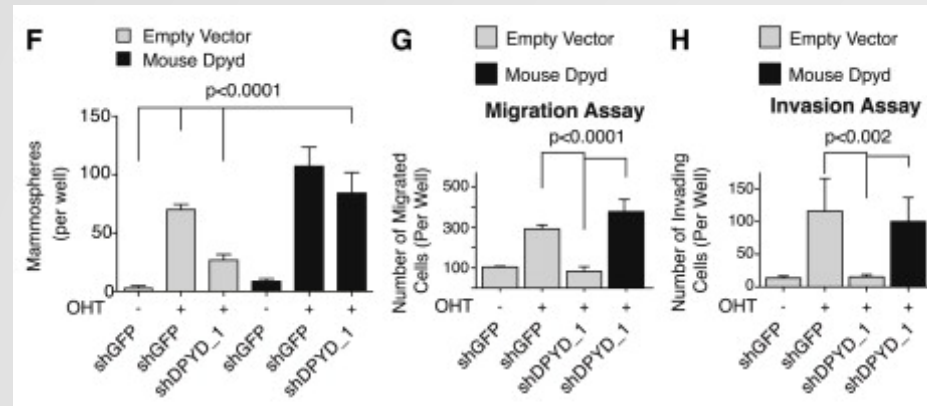 F
Empty Vector
Mouse Dpyd
p<0.0001
Mammospheres
(per well)
150
100
50
0
OHT - + + - + +
shGFP
shGFP
shDPYD_1
shGFP
shGFP
shDPYD_1
G
Empty Vector
Mouse Dpyd
Migration Assay
p<0.0001
Number of Migrated
Cells (Per Well)
500
300
100
OHT - + + +
shGFP
shGFP
shDPYD_1
shDPYD_1
H
Empty Vector
Mouse Dpyd
Invasion Assay
p<0.002
Number of Invading
Cells (Per Well)
150
100
50
0
OHT - + + +
shGFP
shGFP
shDPYD_1
shDPYD_1